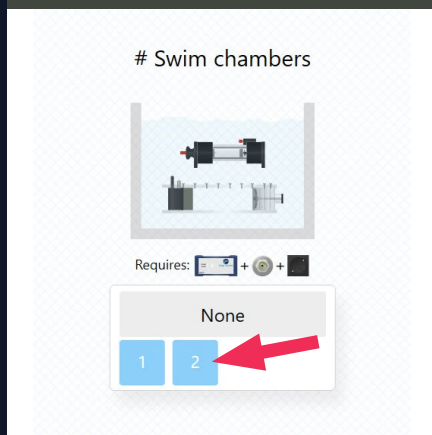 # Swim chambers
Requires: + +
None
1 2